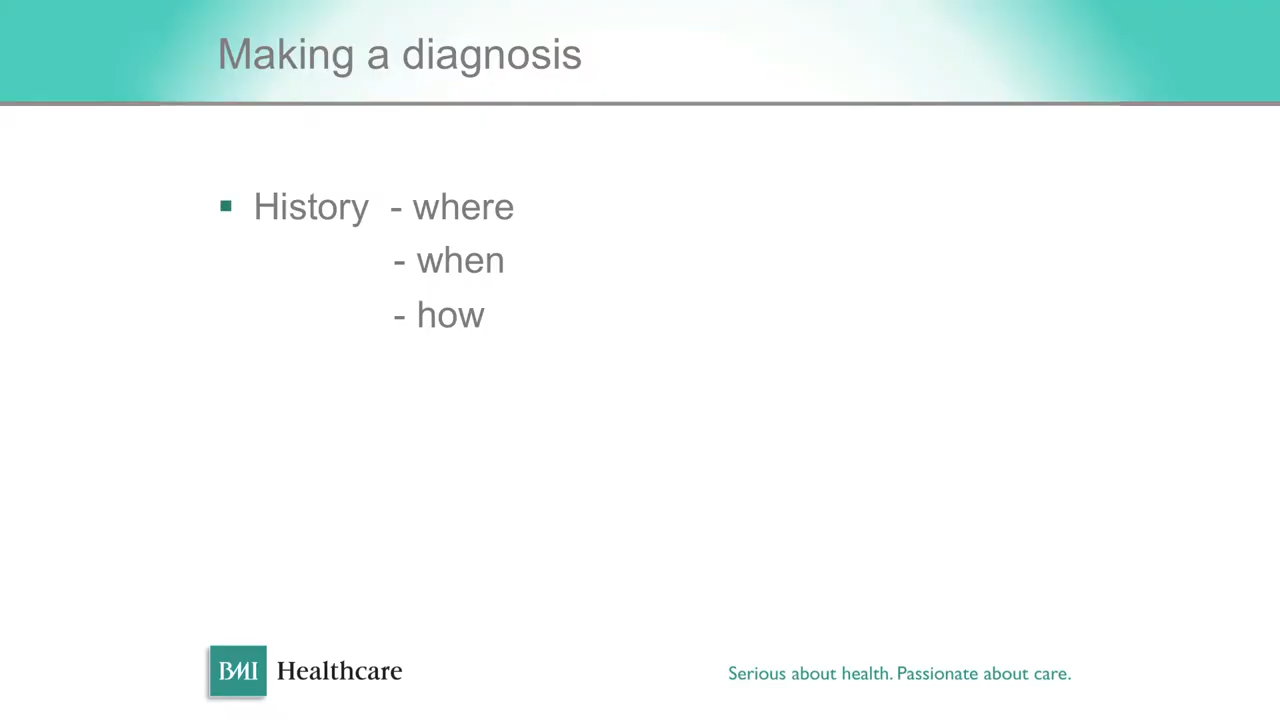 Making a diagnosis
▪ History - where
- when
- how
BMI Healthcare
Serious about health. Passionate about care.